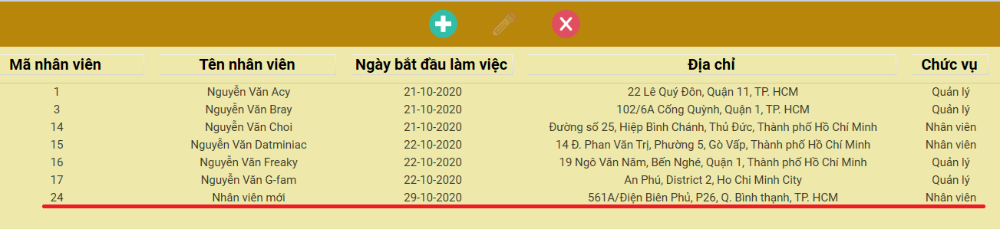 Mã nhân viên Tên nhân viên Ngày bắt đầu làm việc Địa chỉ Chức vụ
1 Nguyễn Văn Acy 21-10-2020 22 Lê Quý Đôn, Quận 11, TP. HCM Quản lý
3 Nguyễn Văn Bray 21-10-2020 102/6A Cống Quỳnh, Quận 1, TP. HCM Quản lý
14 Nguyễn Văn Choi 21-10-2020 Đường số 25, Hiệp Bình Chánh, Thủ Đức, Thành phố Hồ Chí Minh Nhân viên
15 Nguyễn Văn Datminiac 22-10-2020 14 Đ. Phan Văn Trị, Phường 5, Gò Vấp, Thành phố Hồ Chí Minh Nhân viên
16 Nguyễn Văn Freaky 22-10-2020 19 Ngô Văn Năm, Bến Nghé, Quận 1, Thành phố Hồ Chí Minh Quản lý
17 Nguyễn Văn G-fam 22-10-2020 An Phú, District 2, Ho Chi Minh City Quản lý
24 Nhân viên mới 29-10-2020 561A/Điện Biên Phủ, P26, Q. Bình thạnh, TP. HCM Nhân viên